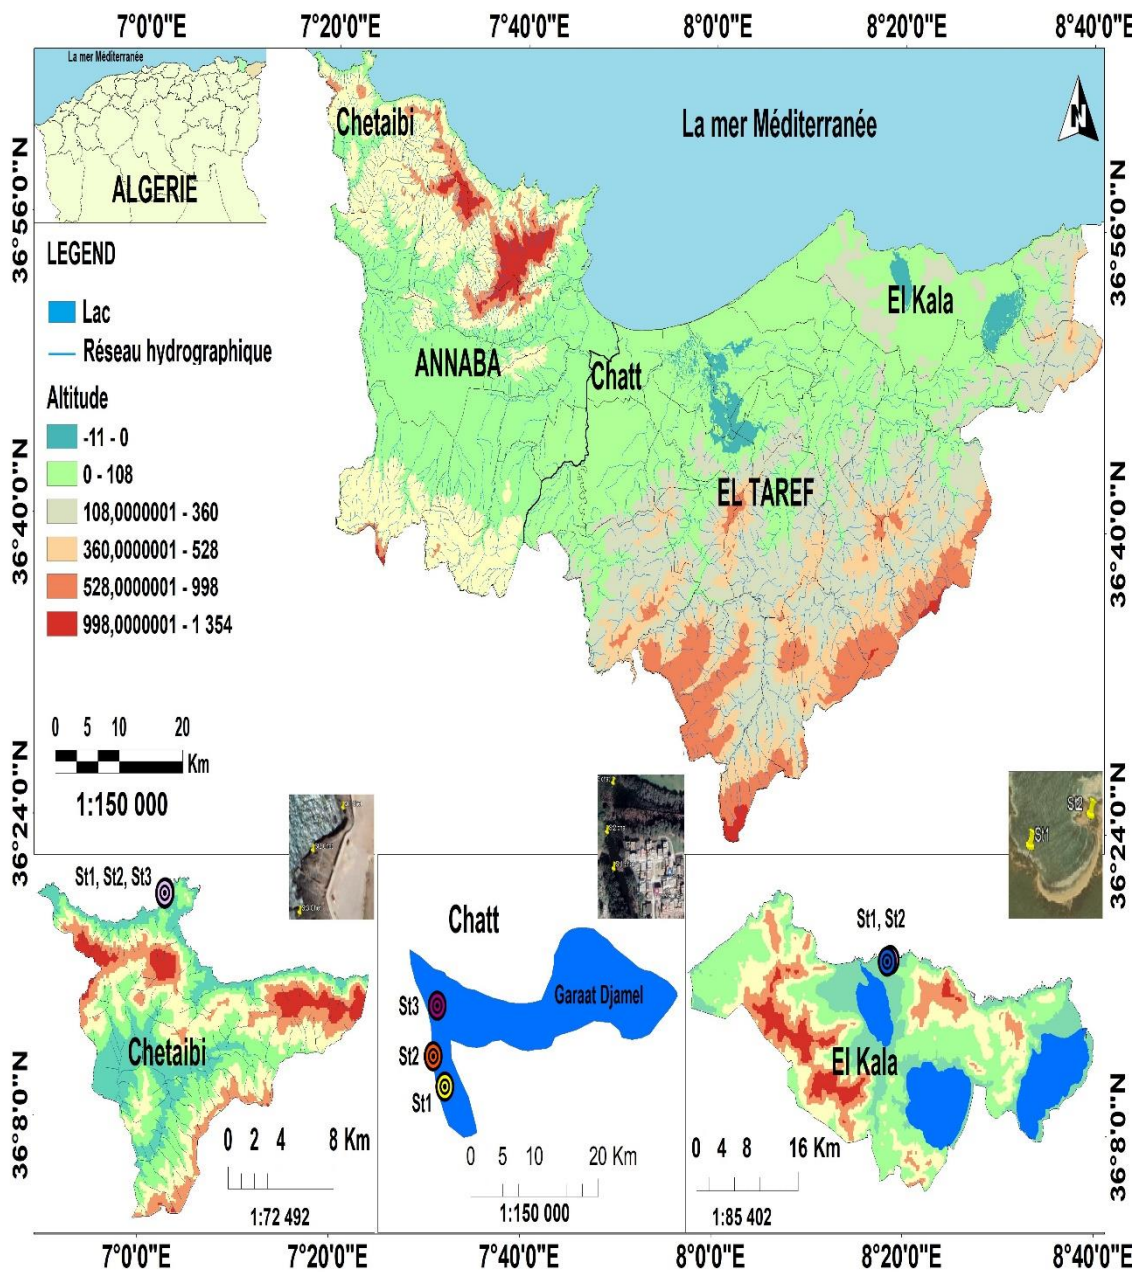 7°0'0"E
7°20'0"E
7°40'0"E
8°0'0"E
8°20'0"E
8°40'0"E
La mer Méditerranée
ALGERIE
36°56'0"N
36°40'0"N
36°24'0"N
36°8'0"N
Chetaibi
La mer Méditerranée
N
El Kala
ANNABA
Chatt
EL TAREF
36°56'0"N
36°40'0"N
36°24'0"N
36°8'0"N
LEGEND
Lac
Réseau hydrographique
Altitude
-11 - 0
0 - 108
108,0000001 - 360
360,0000001 - 528
528,0000001 - 998
998,0000001 - 1 354
0 5 10 20
Km
1:150 000
St2
St1
St1, St2, St3
Chetaibi
0 2 4 8 Km
1:72 492
Chatt
Garaat Djamel
St3
St2
St1
0 5 10 20 Km
1:150 000
St1, St2
El Kala
0 4 8 16 Km
1:85 402
7°0'0"E
7°20'0"E
7°40'0"E
8°0'0"E
8°20'0"E
8°40'0"E